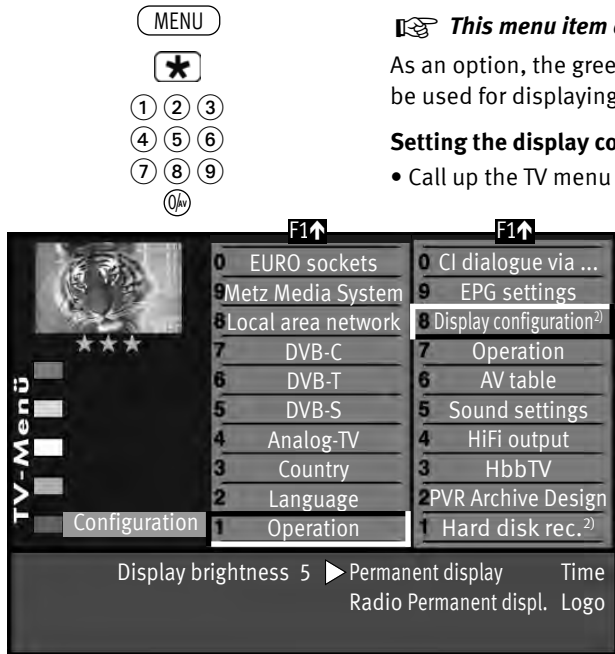 MENU
This menu item
As an option, the gree
be used for displaying
1 2 3
4 5 6
Setting the display co
7 8 9
• Call up the TV menu
0/AV
F1↑ F1↑
0 EURO sockets 0 CI dialogue via ...
9 Metz Media System 9 EPG settings
8 Local area network 8 Display configuration2)
7 DVB-C 7 Operation
6 DVB-T 6 AV table
5 DVB-S 5 Sound settings
4 Analog-TV 4 HiFi output
3 Country 3 HbbTV
2 Language 2 PVR Archive Design
TV-Menü
Configuration 1 Operation 1 Hard disk rec.2)
Display brightness 5 Permanent display Time
Radio Permanent displ. Logo